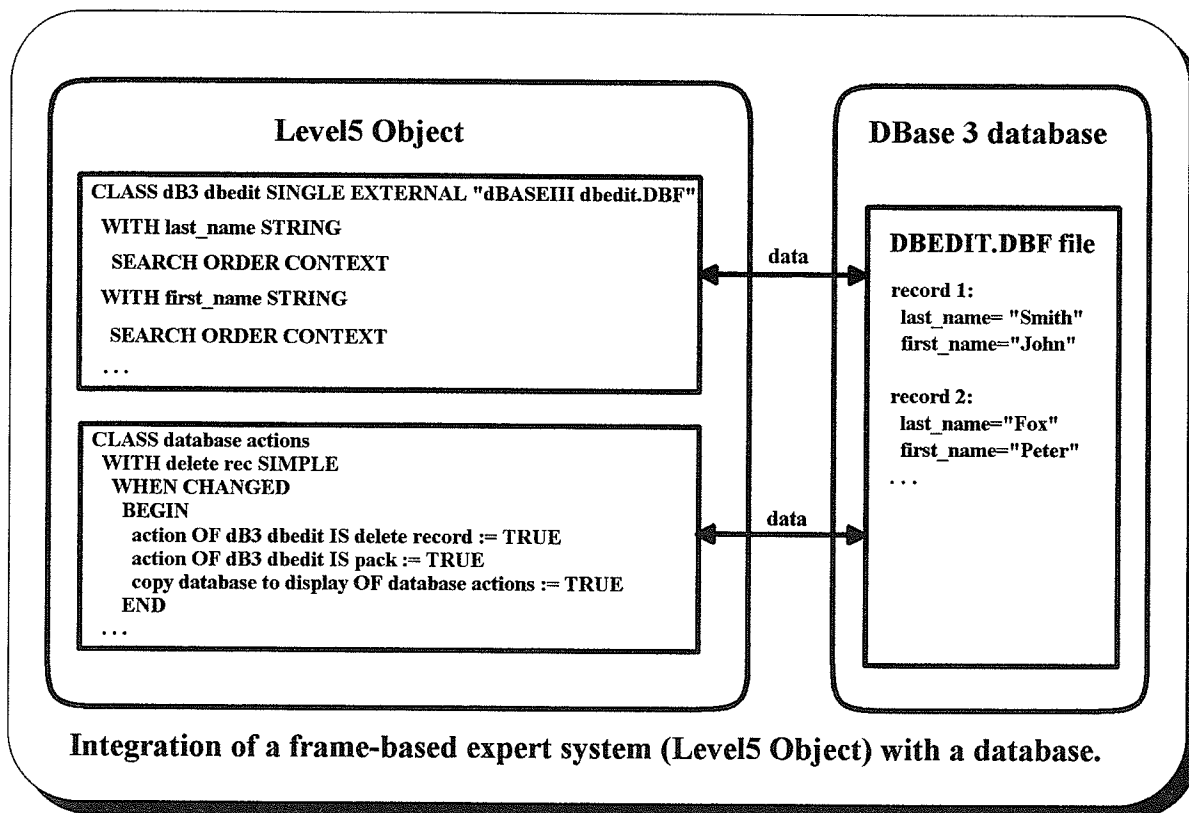 Level5 Object
CLASS dB3 dbedit SINGLE EXTERNAL "dBASEIII dbedit.DBF"
WITH last_name STRING
SEARCH ORDER CONTEXT
WITH first_name STRING
SEARCH ORDER CONTEXT
...
CLASS database actions
WITH delete rec SIMPLE
WHEN CHANGED
BEGIN
action OF dB3 dbedit IS delete record := TRUE
action OF dB3 dbedit IS pack := TRUE
copy database to display OF database actions := TRUE
END
...
data
data
DBase 3 database
DBEDIT.DBF file
record 1:
last_name= "Smith"
first_name="John"
record 2:
last_name="Fox"
first_name="Peter"
...
Integration of a frame-based expert system (Level5 Object) with a database.